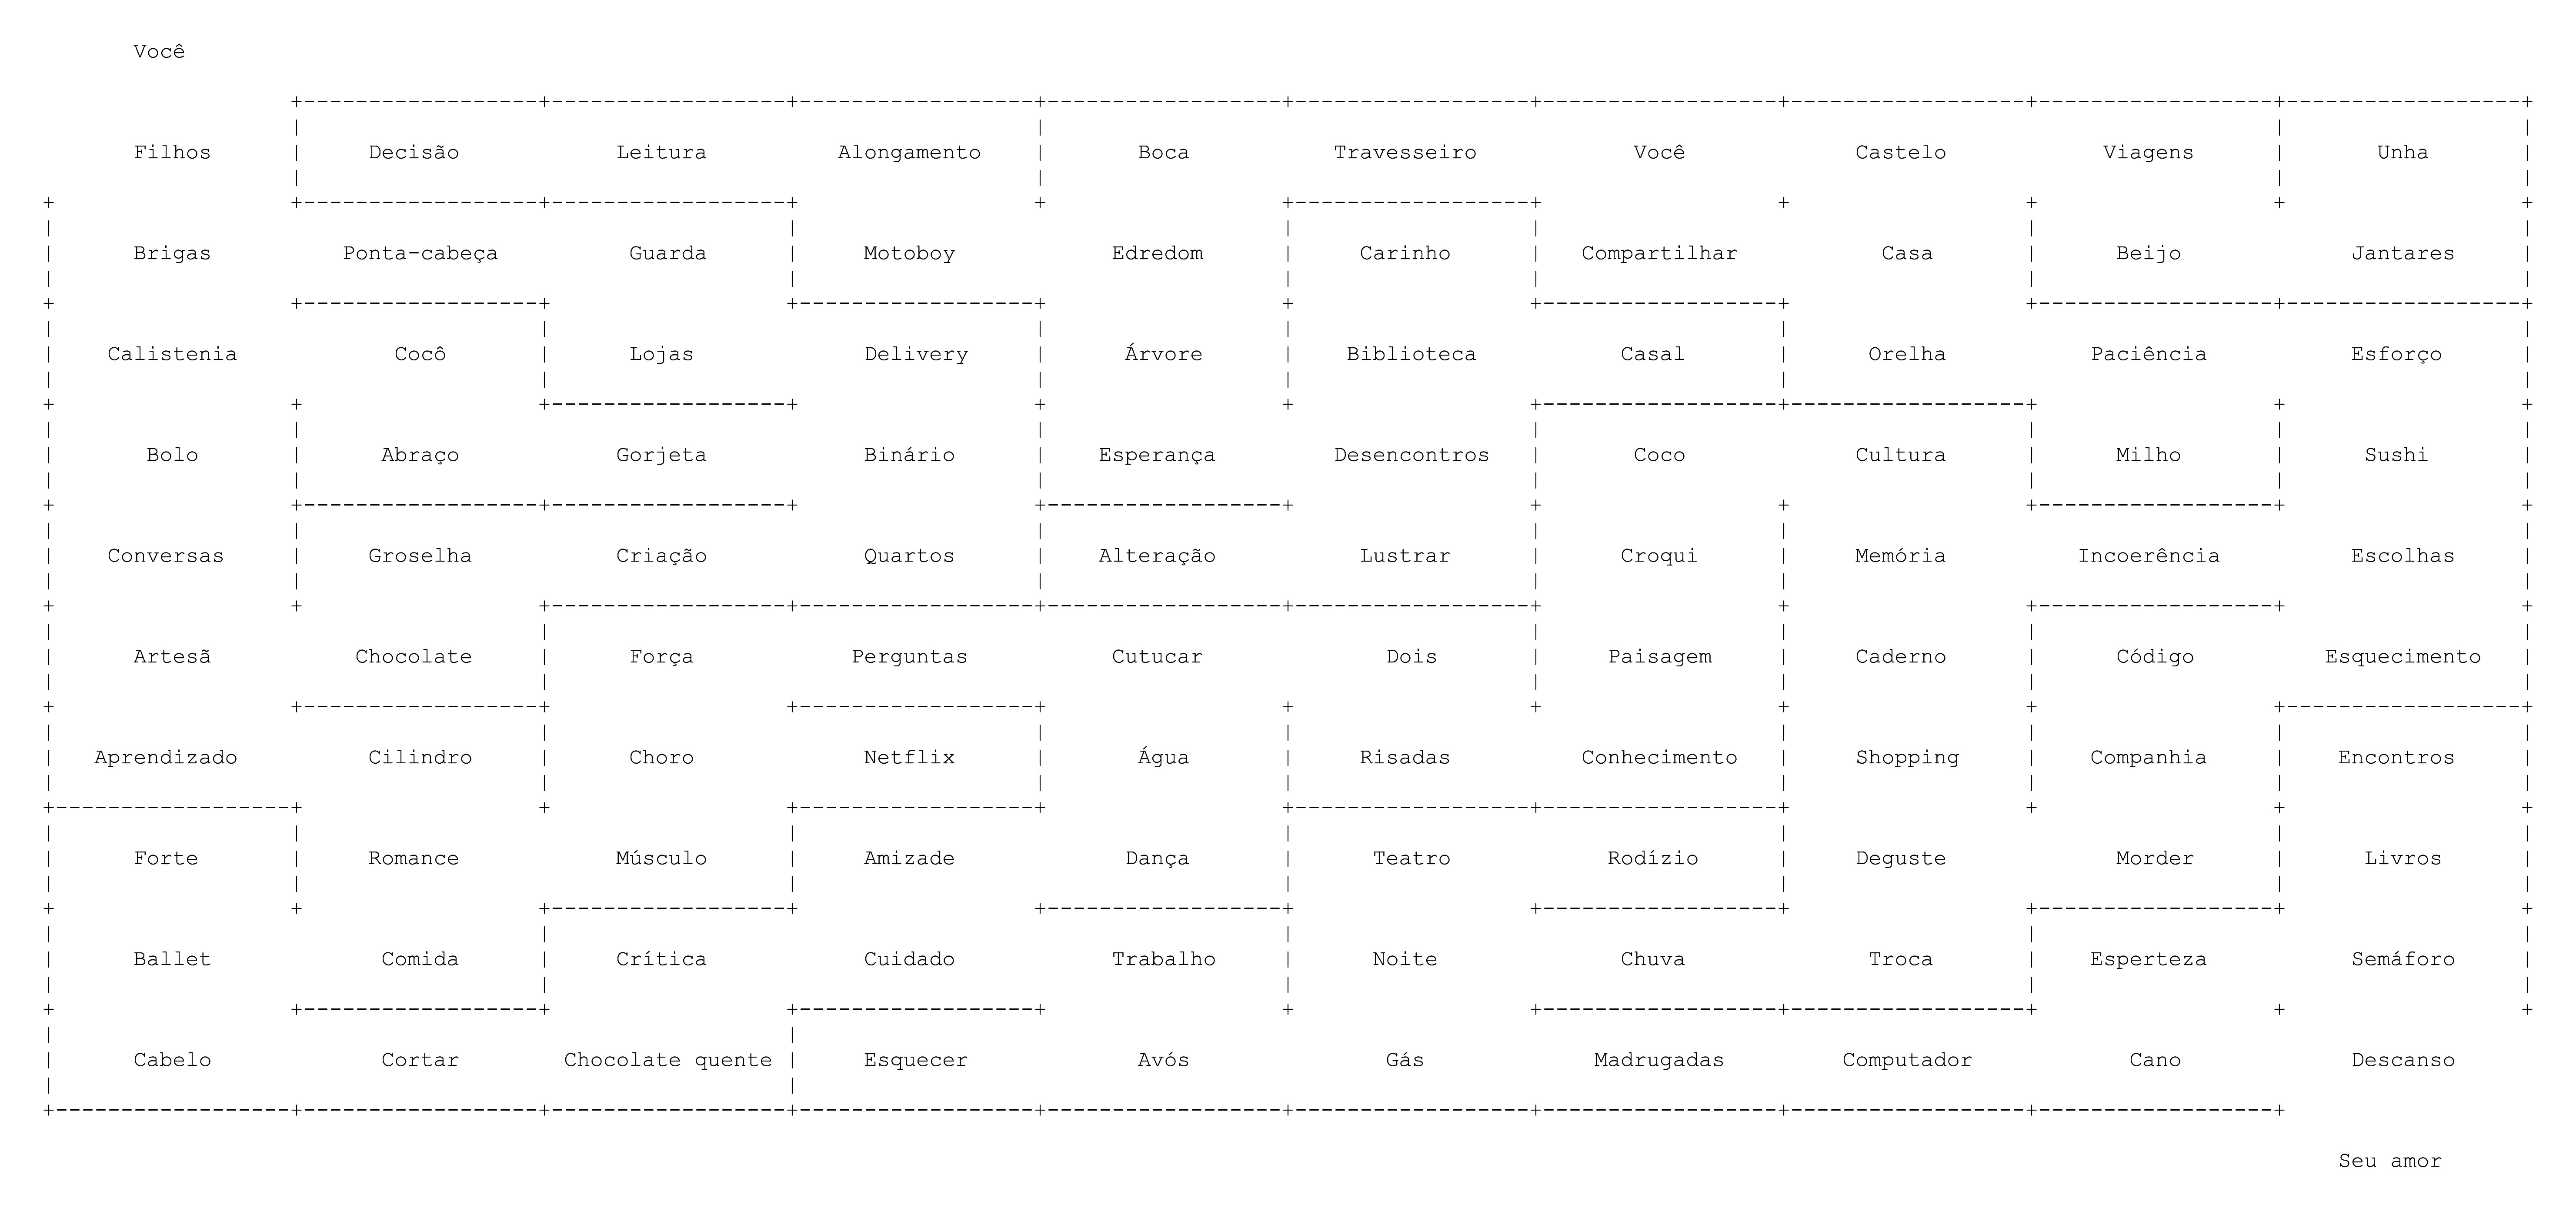 Você
Filhos Decisão Leitura Alongamento Boca Travesseiro Você Castelo Viagens Unha
Brigas Ponta-cabeça Guarda Motoboy Edredom Carinho Compartilhar Casa Beijo Jantares
Calistenia Cocô Lojas Delivery Árvore Biblioteca Casal Orelha Paciência Esforço
Bolo Abraço Gorjeta Binário Esperança Desencontros Coco Cultura Milho Sushi
Conversas Groselha Criação Quartos Alteração Lustrar Croqui Memória Incoerência Escolhas
Artesã Chocolate Força Perguntas Cutucar Dois Paisagem Caderno Código Esquecimento
Aprendizado Cilindro Choro Netflix Água Risadas Conhecimento Shopping Companhia Encontros
Forte Romance Músculo Amizade Dança Teatro Rodízio Deguste Morder Livros
Ballet Comida Crítica Cuidado Trabalho Noite Chuva Troca Esperteza Semáforo
Cabelo Cortar Chocolate quente Esquecer Avós Gás Madrugadas Computador Cano Descanso
Seu amor